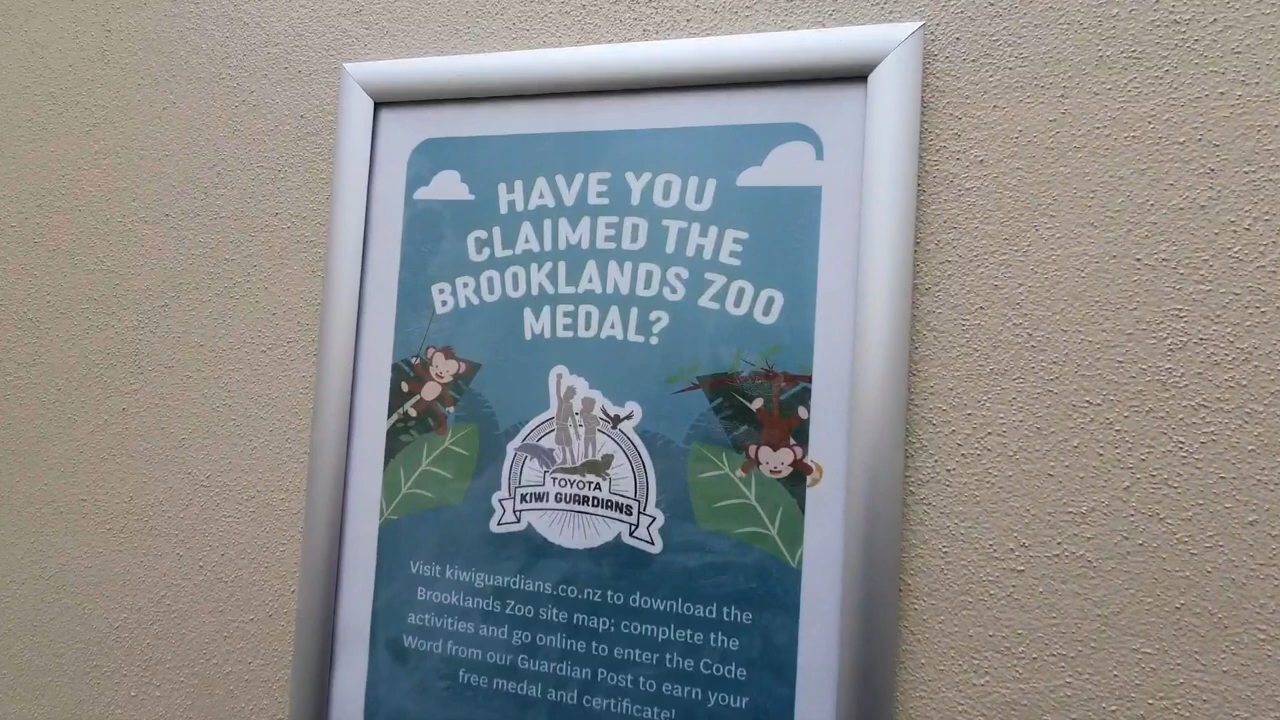 HAVE YOU
CLAIMED THE
BROOKLANDS ZOO
MEDAL?
TOYOTA
KIWI GUARDIANS
Visit kiwiguardians.co.nz to download the
Brooklands Zoo site map; complete the
activities and go online to enter the Code
Word from our Guardian Post to earn your
free medal and certificate!